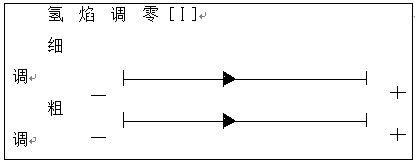 氢 焰 调 零 [I]↵
细
调↵
— +
粗
调↵
— +